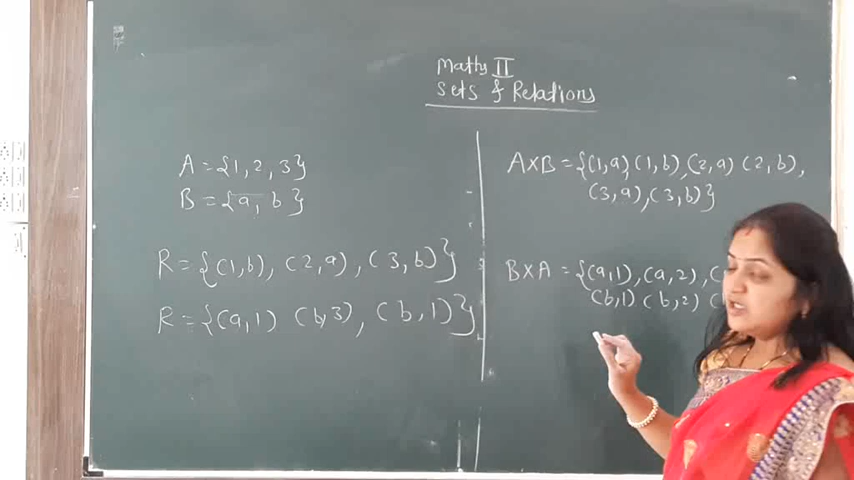 Maths II
Sets & Relations
A = {1, 2, 3}
B = {a, b}
R = {(1,b), (2,a), (3,b)}
R = {(a,1) (b,3), (b,1)}
A×B = {(1,a) (1,b), (2,a) (2,b),
(3,a), (3,b)}
B×A = {(a,1), (a,2), (
(b,1) (b,2) (